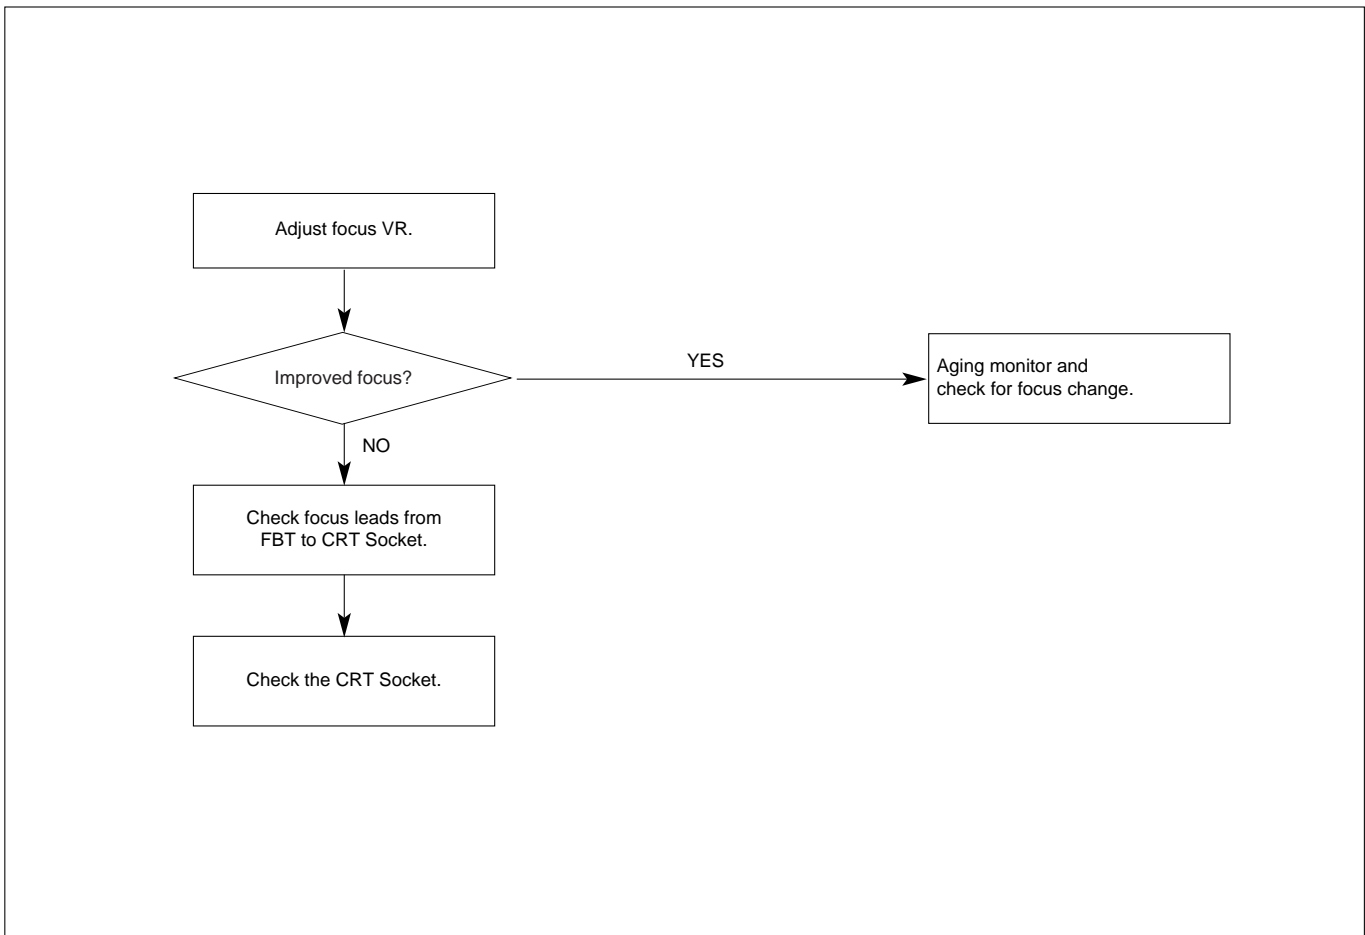 Adjust focus VR.
Improved focus?
YES
Aging monitor and
check for focus change.
NO
Check focus leads from
FBT to CRT Socket.
Check the CRT Socket.